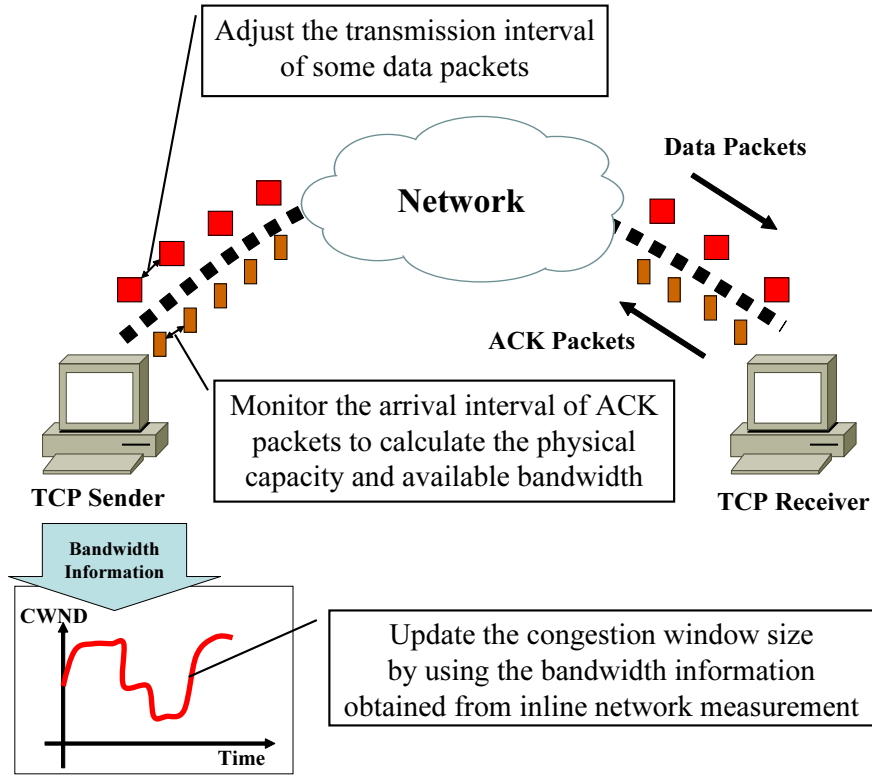 Adjust the transmission interval
of some data packets
Data Packets
Network
ACK Packets
Monitor the arrival interval of ACK
packets to calculate the physical
capacity and available bandwidth
TCP Sender
TCP Receiver
Bandwidth
Information
CWND
Update the congestion window size
by using the bandwidth information
obtained from inline network measurement
Time